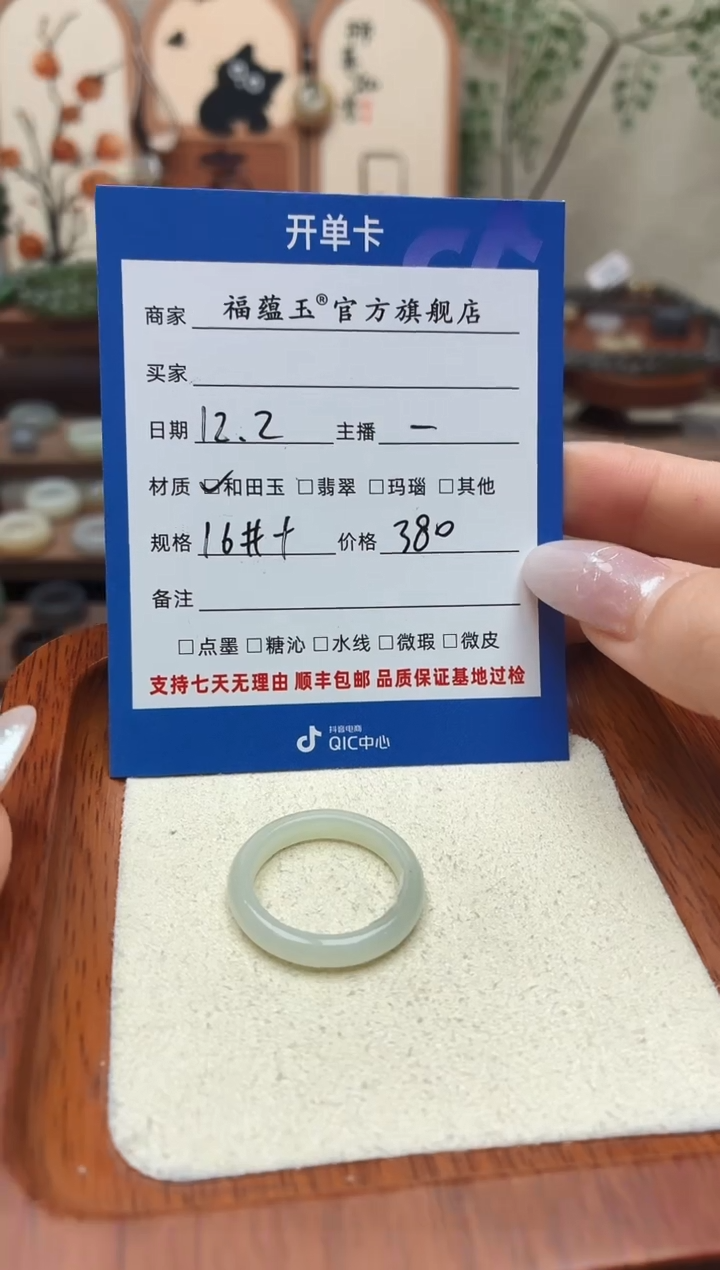 开单卡
商家 福蕴玉®官方旗舰店
买家
日期 12.2 主播 一
材质 ☑和田玉 □翡翠 □玛瑙 □其他
规格 16#+ 价格 380
备注
□点墨 □糖沁 □水线 □微瑕 □微皮
支持七天无理由 顺丰包邮 品质保证基地过检
抖音电商
QIC中心